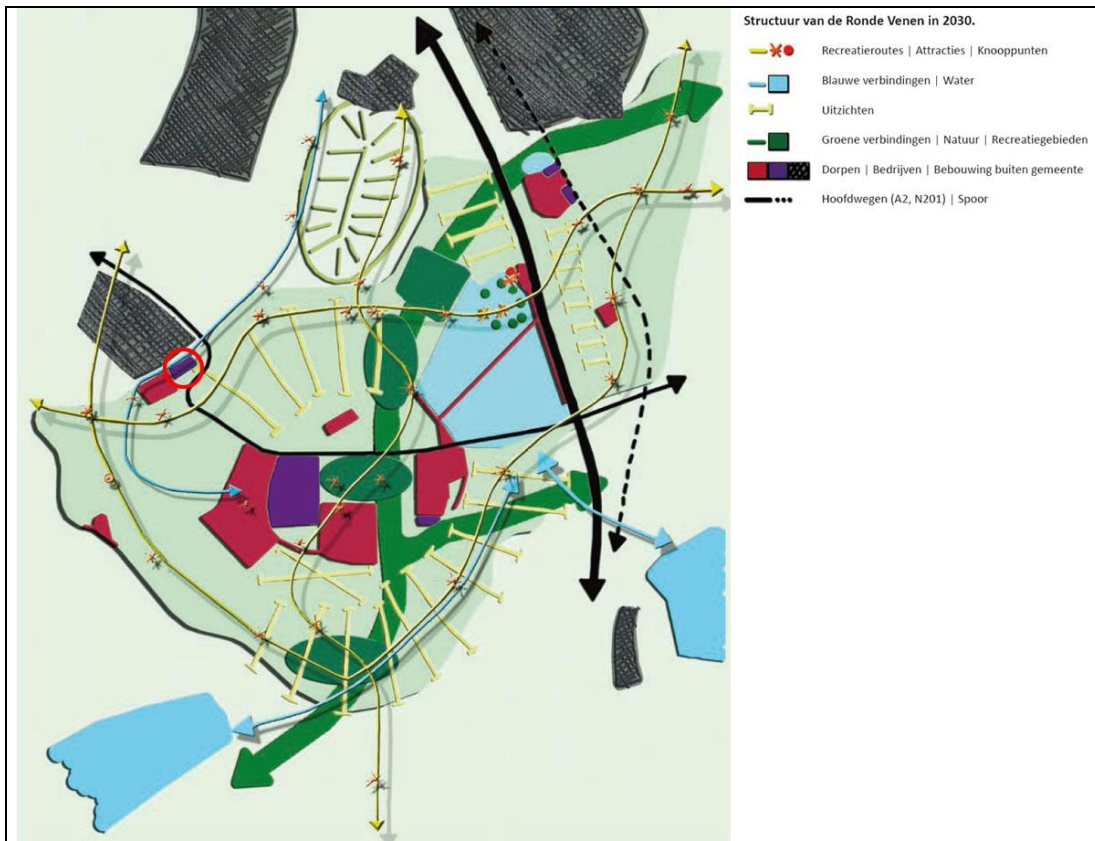 Structuur van de Ronde Venen in 2030.
Recreatieroutes | Attracties | Knooppunten
Blauwe verbindingen | Water
Uitzichten
Groene verbindingen | Natuur | Recreatiegebieden
Dorpen | Bedrijven | Bebouwing buiten gemeente
Hoofdwegen (A2, N201) | Spoor